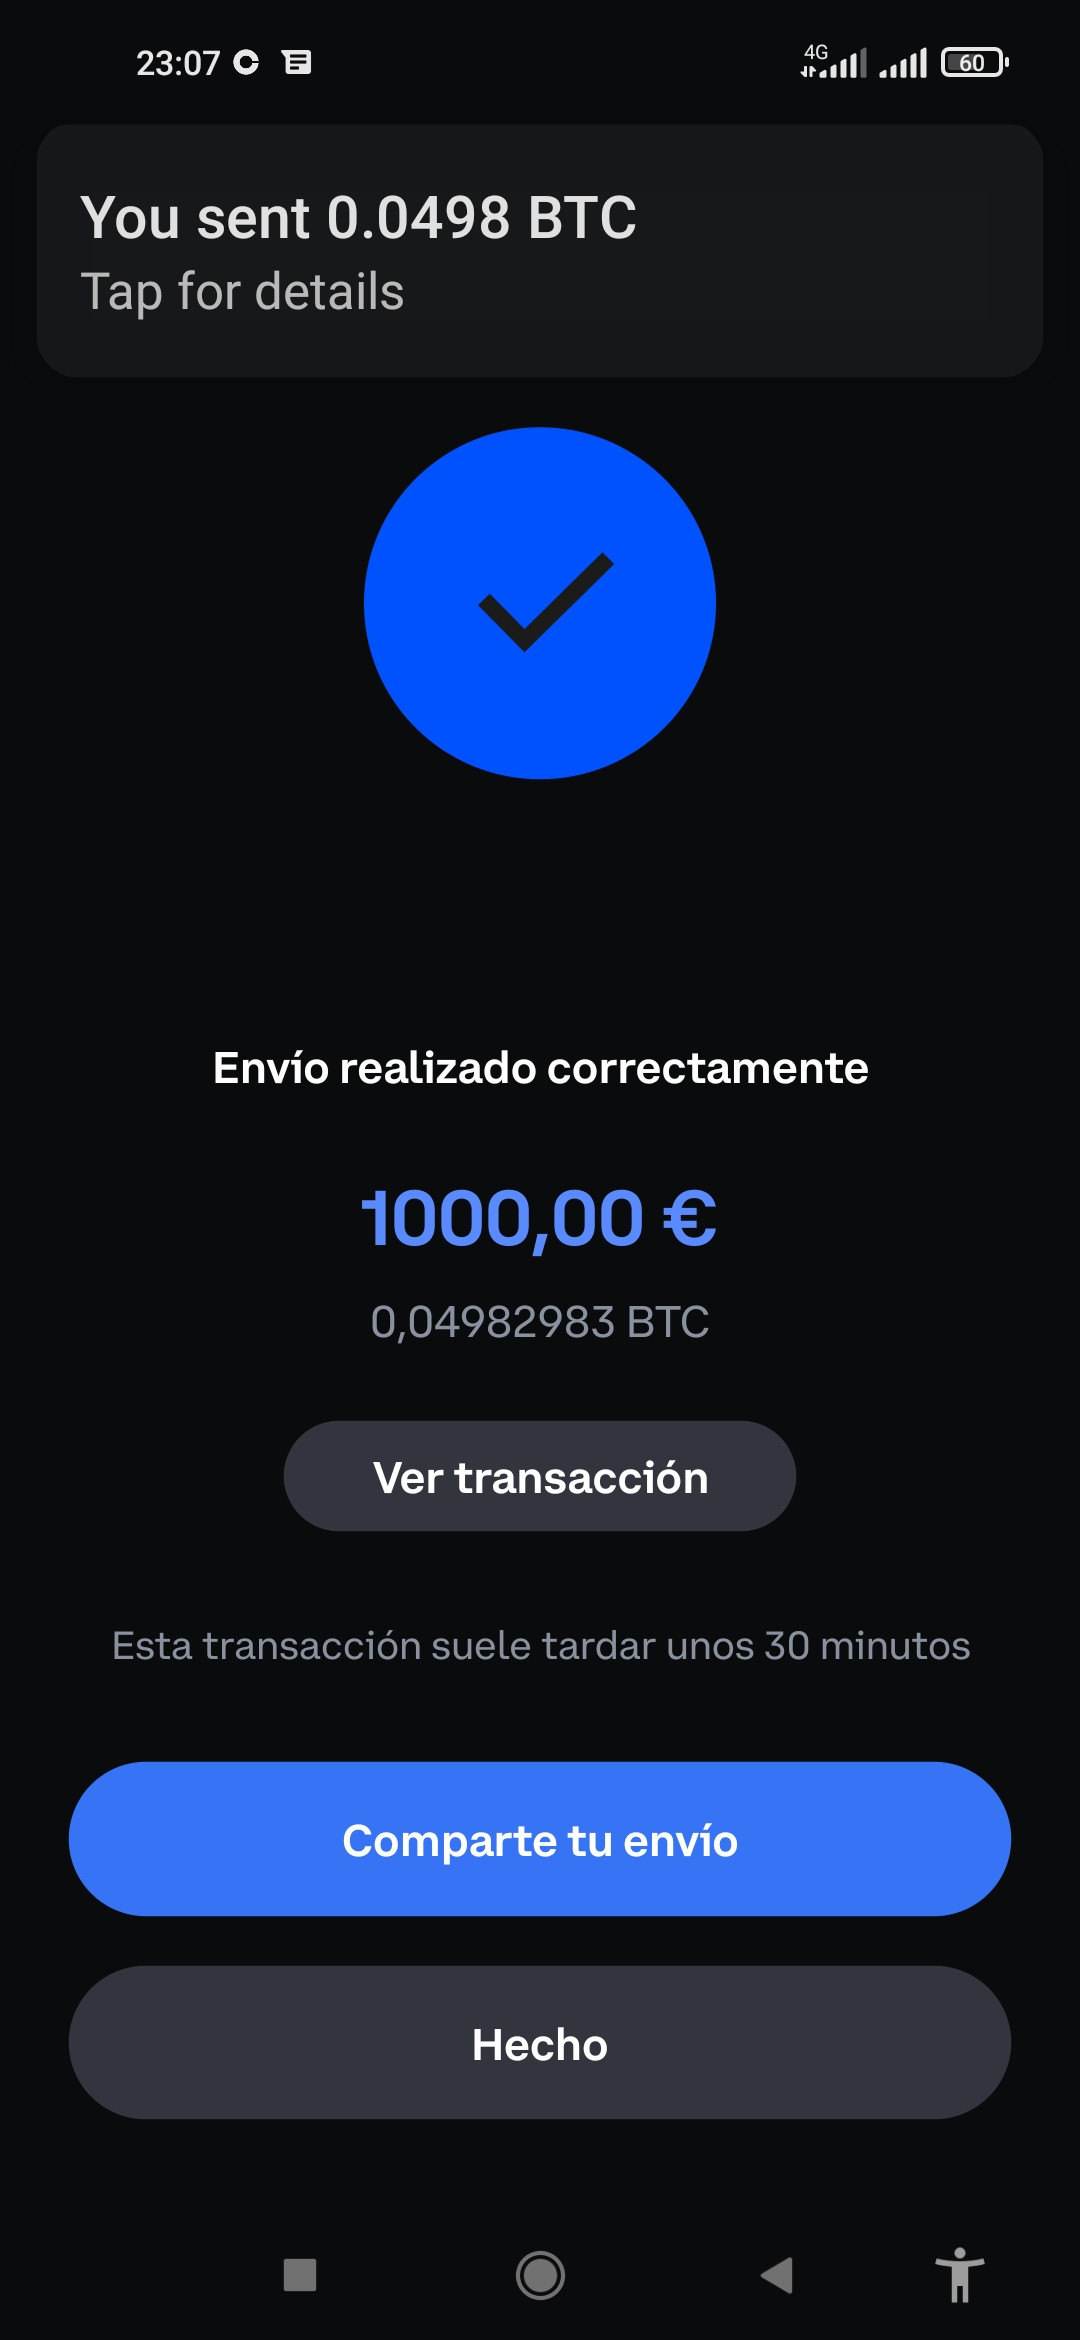 23:07
4G
60
You sent 0.0498 BTC
Tap for details
Envío realizado correctamente
1000,00 €
0,04982983 BTC
Ver transacción
Esta transacción suele tardar unos 30 minutos
Comparte tu envío
Hecho